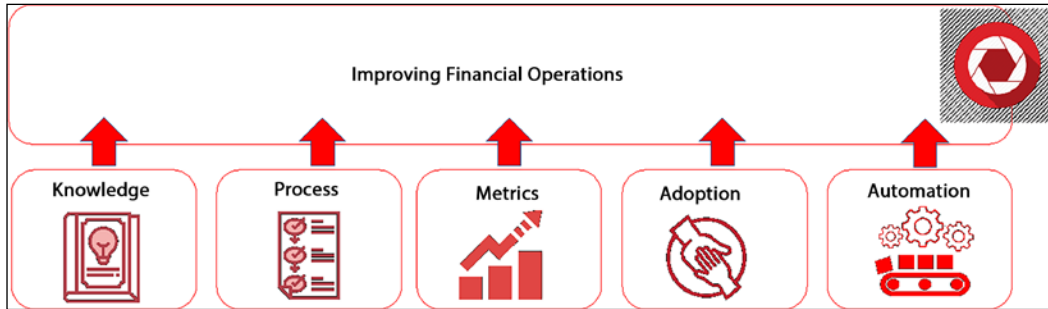 Improving Financial Operations
Knowledge
Process
Metrics
Adoption
Automation